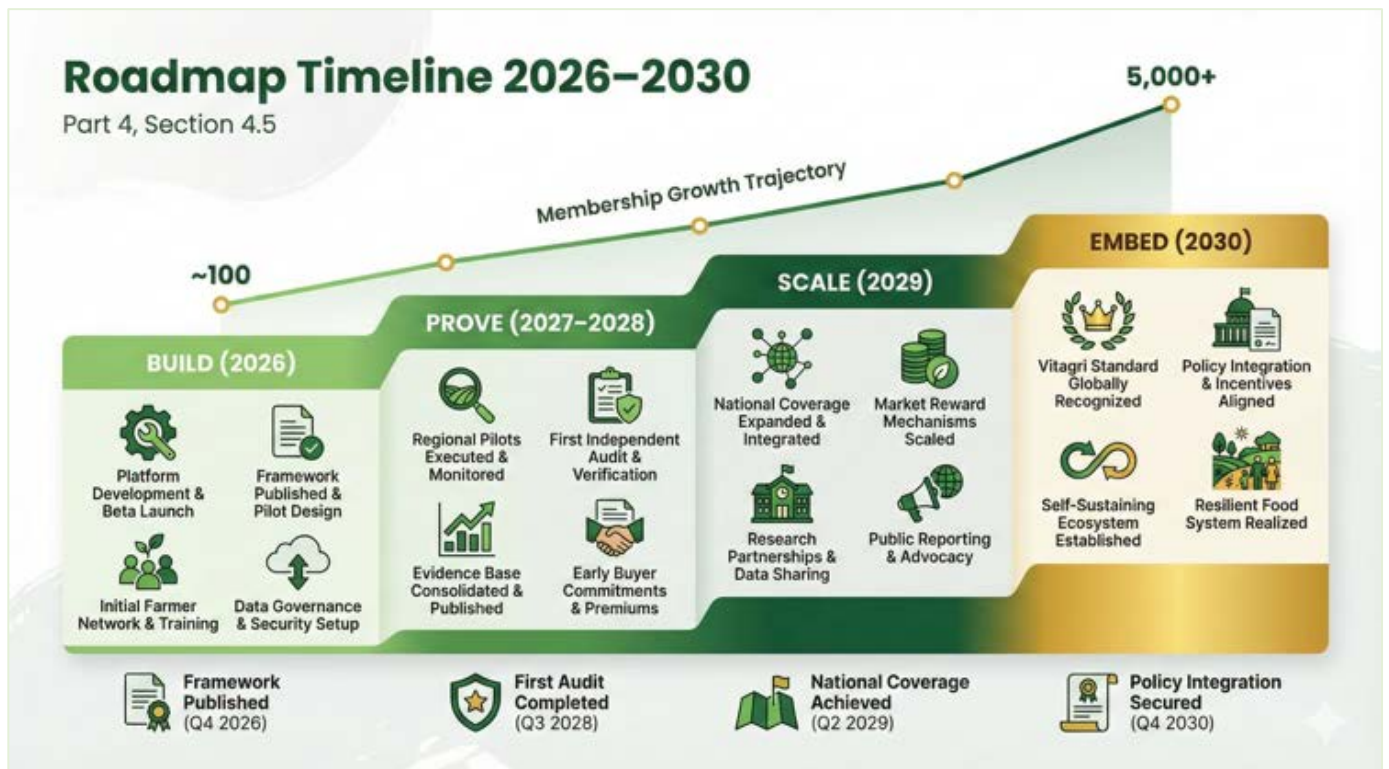 Roadmap Timeline 2026–2030
Part 4, Section 4.5
5,000+
Membership Growth Trajectory
~100
BUILD (2026)
Platform
Development &
Beta Launch
Framework
Published &
Pilot Design
Initial Farmer
Network & Training
Data Governance
& Security Setup
PROVE (2027–2028)
Regional Pilots
Executed &
Monitored
First Independent
Audit &
Verification
Evidence Base
Consolidated &
Published
Early Buyer
Commitments
& Premiums
SCALE (2029)
National Coverage
Expanded &
Integrated
Market Reward
Mechanisms
Scaled
Research
Partnerships &
Data Sharing
Public Reporting
& Advocacy
EMBED (2030)
Vitagri Standard
Globally
Recognized
Policy Integration
& Incentives
Aligned
Self-Sustaining
Ecosystem
Established
Resilient Food
System Realized
Framework
Published
(Q4 2026)
First Audit
Completed
(Q3 2028)
National Coverage
Achieved
(Q2 2029)
Policy Integration
Secured
(Q4 2030)